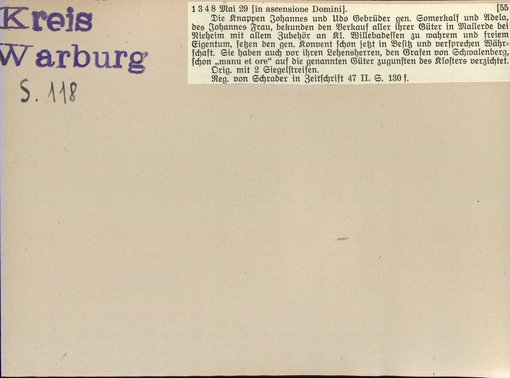 Kreis
Warburg
S. 118
1348 Mai 29 [in ascensione Domini]. [55
Die Knappen Johannes und Udo Gebrüder gen. Somerkalf und Adela,
des Johannes Frau, bekunden den Verkauf aller ihrer Güter in Mallerde bei
Nieheim mit allem Zubehör an Kl. Willebadessen zu wahrem und freiem
Eigentum, setzen den gen. Konvent schon jetzt in Besitz und versprechen Währ-
schaft. Sie haben auch vor ihren Lehensherren, den Grafen von Schwalenberg,
schon „manu et ore“ auf die genannten Güter zugunsten des Klosters verzichtet.
Orig. mit 2 Siegelstreifen.
Reg. von Schrader in Zeitschrift 47 II. S. 130 f.